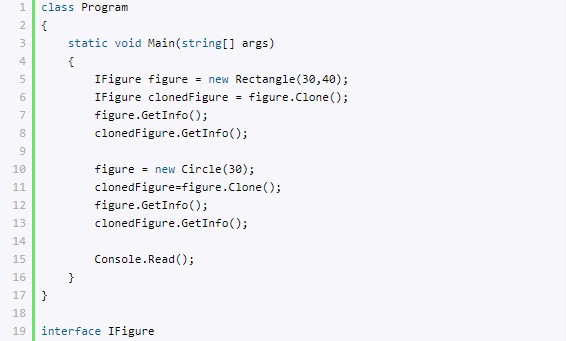 1 class Program
2 {
3     static void Main(string[] args)
4     {
5         IFigure figure = new Rectangle(30,40);
6         IFigure clonedFigure = figure.Clone();
7         figure.GetInfo();
8         clonedFigure.GetInfo();
9
10         figure = new Circle(30);
11         clonedFigure=figure.Clone();
12         figure.GetInfo();
13         clonedFigure.GetInfo();
14
15         Console.Read();
16     }
17 }
18
19 interface IFigure